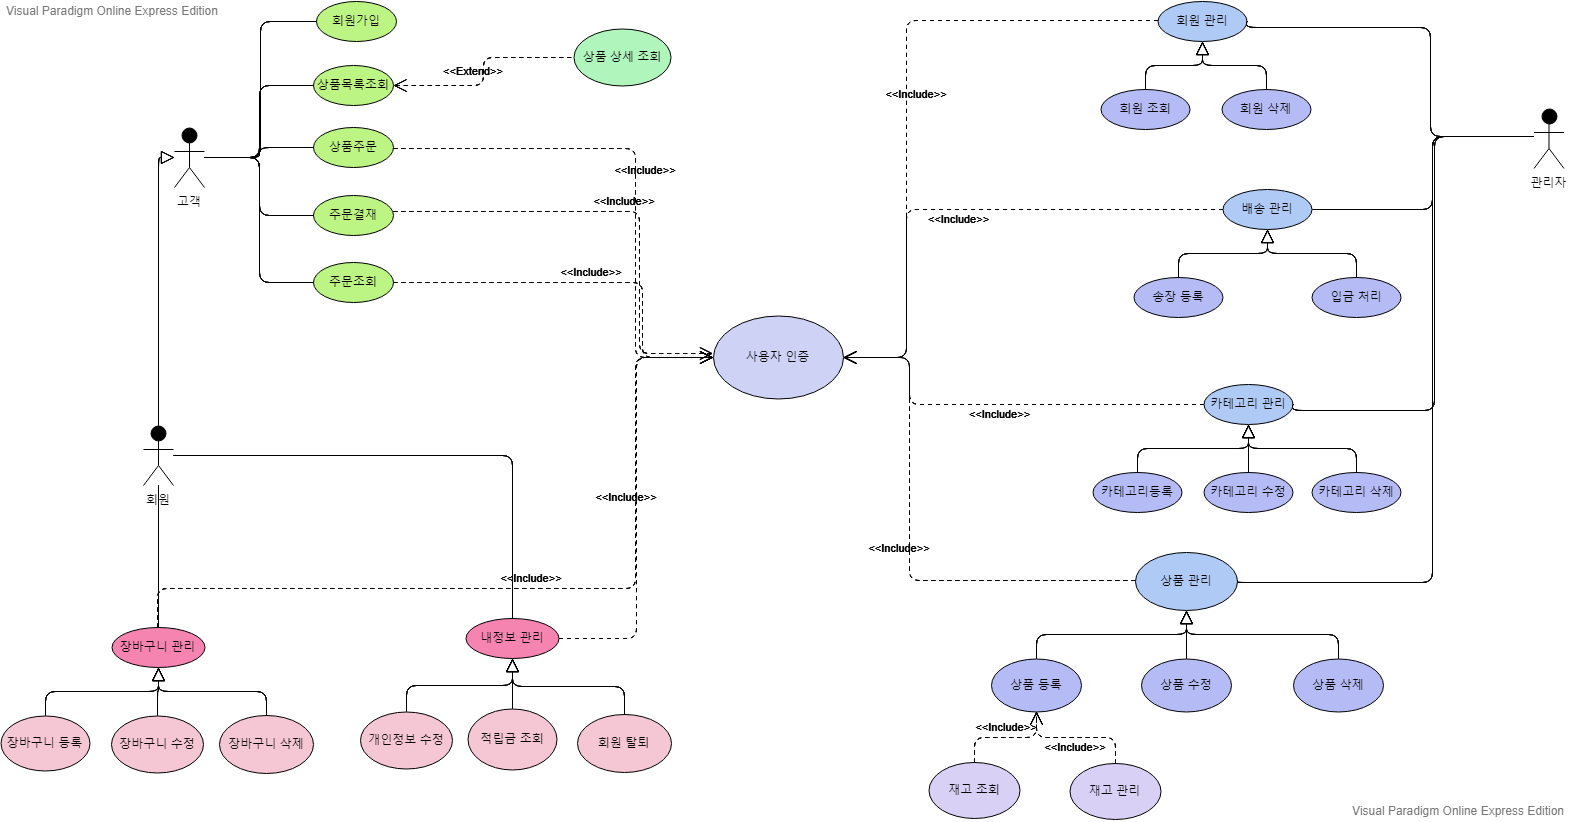 Visual Paradigm Online Express Edition
회원가입
회원 관리
상품 상세 조회
<<Extend>>
상품목록조회
<<Include>>
회원 조회
회원 삭제
상품주문
<<Include>>
관리자
고객
<<Include>>
주문결재
배송 관리
<<Include>>
<<Include>>
주문조회
송장 등록
입금 처리
사용자 인증
카테고리 관리
<<Include>>
회원
<<Include>>
카테고리등록
카테고리 수정
카테고리 삭제
<<Include>>
<<Include>>
상품 관리
장바구니 관리
내정보 관리
상품 등록
상품 수정
상품 삭제
<<Include>>
<<Include>>
장바구니 등록
장바구니 수정
장바구니 삭제
개인정보 수정
적립금 조회
회원 탈퇴
재고 조회
재고 관리
Visual Paradigm Online Express Edition